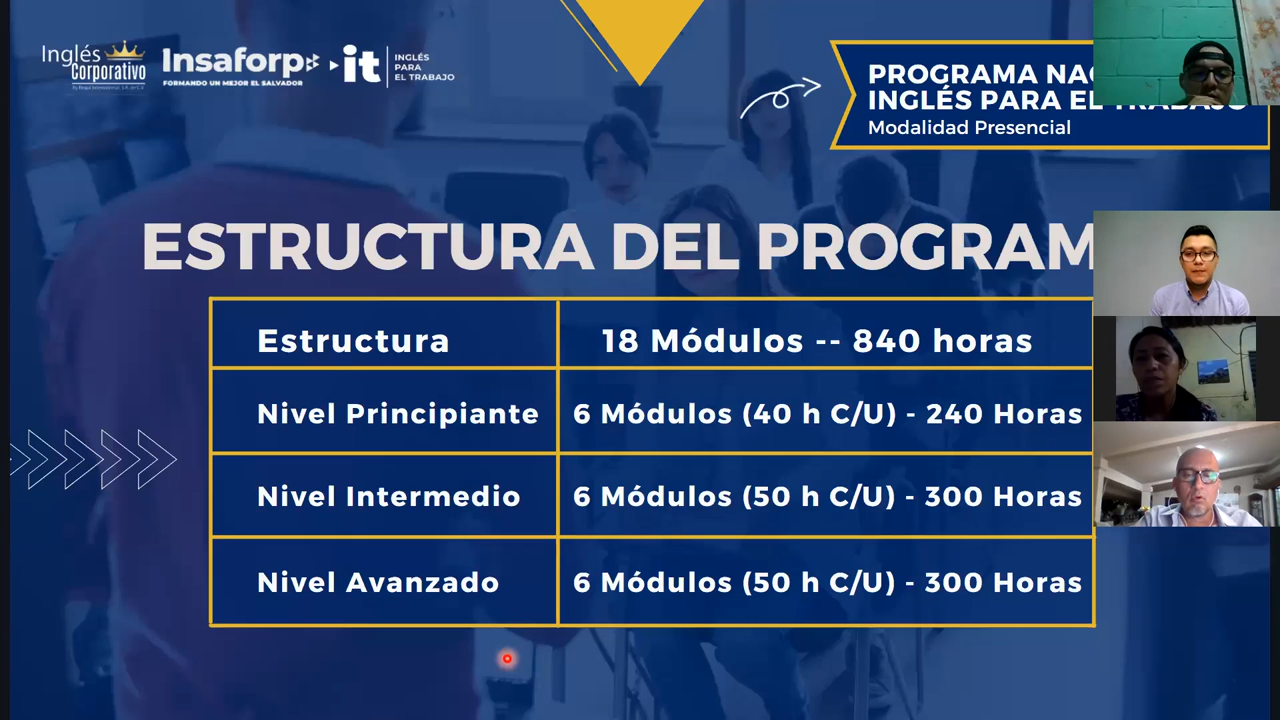 Inglés
Corporativo
Insaforp
FORMANDO UN MEJOR EL SALVADOR
it
INGLÉS
PARA
EL TRABAJO
PROGRAMA NA
INGLÉS PARA EL TRABAJO
Modalidad Presencial
ESTRUCTURA DEL PROGRAM
Estructura 18 Módulos -- 840 horas
Nivel Principiante 6 Módulos (40 h C/U) - 240 Horas
Nivel Intermedio 6 Módulos (50 h C/U) - 300 Horas
Nivel Avanzado 6 Módulos (50 h C/U) - 300 Horas